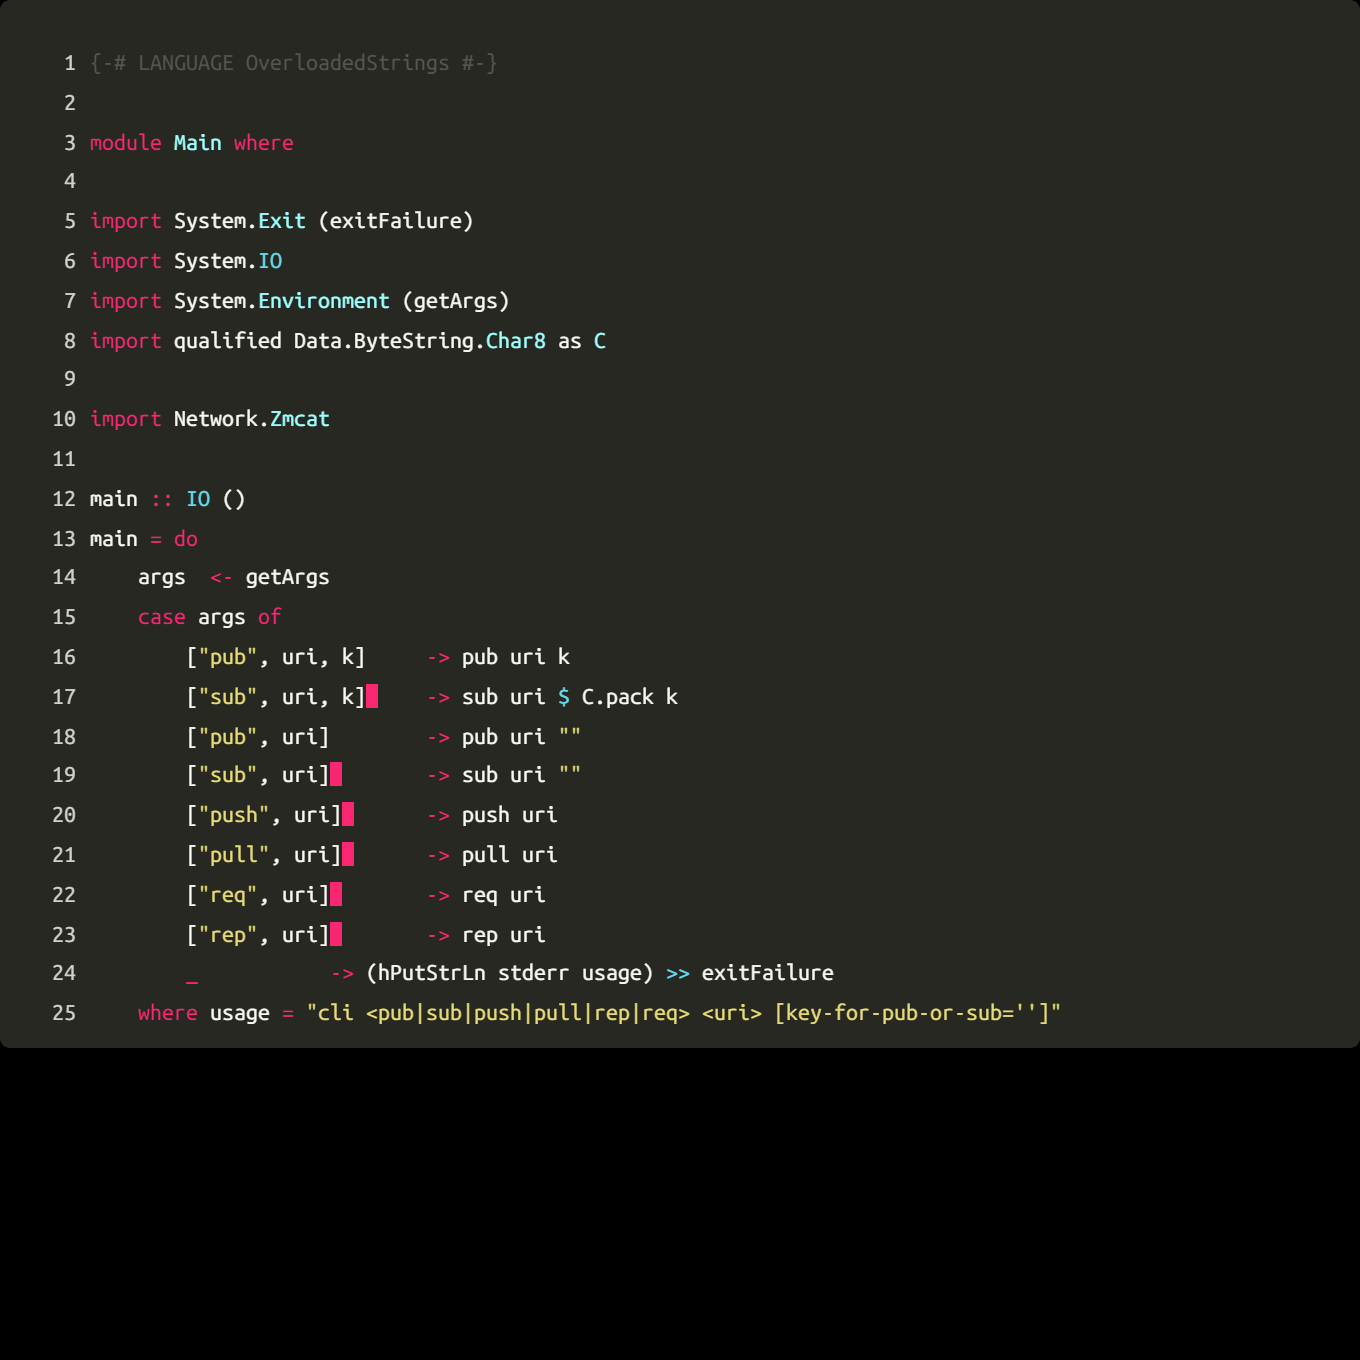 1 {-# LANGUAGE OverloadedStrings #-}
2
3 module Main where
4
5 import System.Exit (exitFailure)
6 import System.IO
7 import System.Environment (getArgs)
8 import qualified Data.ByteString.Char8 as C
9
10 import Network.Zmcat
11
12 main :: IO ()
13 main = do
14     args  <- getArgs
15     case args of
16         ["pub", uri, k]     -> pub uri k
17         ["sub", uri, k]     -> sub uri $ C.pack k
18         ["pub", uri]        -> pub uri ""
19         ["sub", uri]        -> sub uri ""
20         ["push", uri]       -> push uri
21         ["pull", uri]       -> pull uri
22         ["req", uri]        -> req uri
23         ["rep", uri]        -> rep uri
24         _           -> (hPutStrLn stderr usage) >> exitFailure
25     where usage = "cli <pub|sub|push|pull|rep|req> <uri> [key-for-pub-or-sub='']"